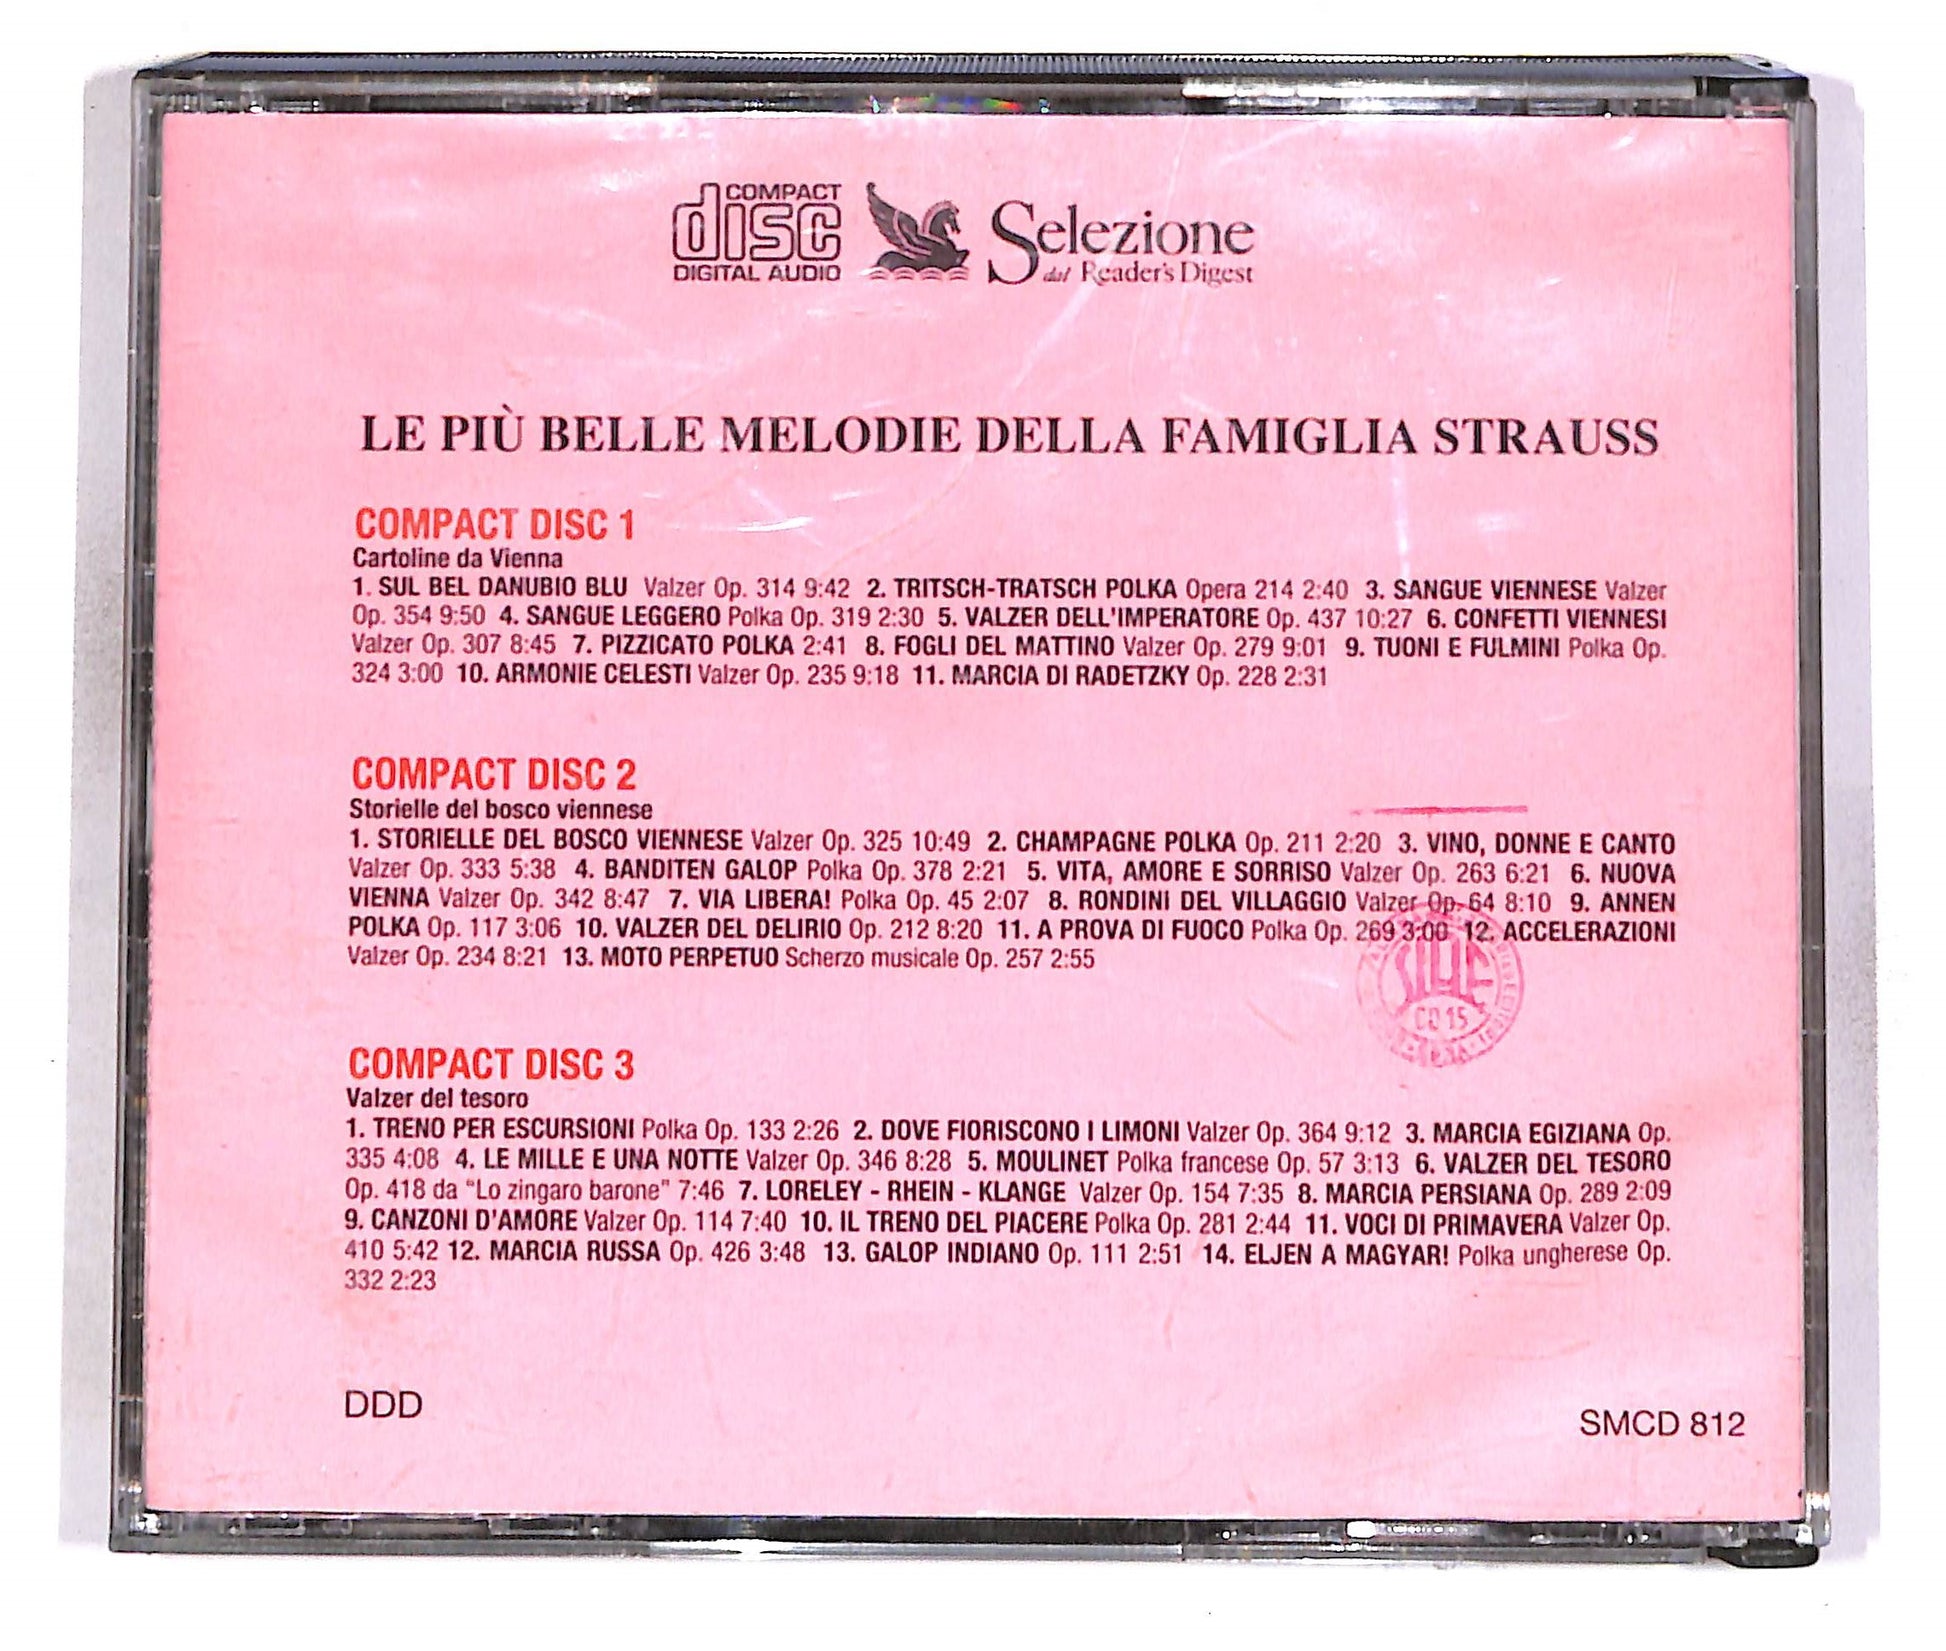 COMPACT
disc
DIGITAL AUDIO
Selezione
dal Reader's Digest
LE PIÙ BELLE MELODIE DELLA FAMIGLIA STRAUSS
COMPACT DISC 1
Cartoline da Vienna
1. SUL BEL DANUBIO BLU Valzer Op. 314 9:42 2. TRITSCH-TRATSCH POLKA Opera 214 2:40 3. SANGUE VIENNESE Valzer
Op. 354 9:50 4. SANGUE LEGGERO Polka Op. 319 2:30 5. VALZER DELL'IMPERATORE Op. 437 10:27 6. CONFETTI VIENNESI
Valzer Op. 307 8:45 7. PIZZICATO POLKA 2:41 8. FOGLI DEL MATTINO Valzer Op. 279 9:01 9. TUONI E FULMINI Polka Op.
324 3:00 10. ARMONIE CELESTI Valzer Op. 235 9:18 11. MARCIA DI RADETZKY Op. 228 2:31
COMPACT DISC 2
Storielle del bosco viennese
1. STORIELLE DEL BOSCO VIENNESE Valzer Op. 325 10:49 2. CHAMPAGNE POLKA Op. 211 2:20 3. VINO, DONNE E CANTO
Valzer Op. 333 5:38 4. BANDITEN GALOP Polka Op. 378 2:21 5. VITA, AMORE E SORRISO Valzer Op. 263 6:21 6. NUOVA
VIENNA Valzer Op. 342 8:47 7. VIA LIBERA! Polka Op. 45 2:07 8. RONDINI DEL VILLAGGIO Valzer Op. 64 8:10 9. ANNEN
POLKA Op. 117 3:06 10. VALZER DEL DELIRIO Op. 212 8:20 11. A PROVA DI FUOCO Polka Op. 269 3:00 12. ACCELERAZIONI
Valzer Op. 234 8:21 13. MOTO PERPETUO Scherzo musicale Op. 257 2:55
SIAE
CD 15
COMPACT DISC 3
Valzer del tesoro
1. TRENO PER ESCURSIONI Polka Op. 133 2:26 2. DOVE FIORISCONO I LIMONI Valzer Op. 364 9:12 3. MARCIA EGIZIANA Op.
335 4:08 4. LE MILLE E UNA NOTTE Valzer Op. 346 8:28 5. MOULINET Polka francese Op. 57 3:13 6. VALZER DEL TESORO
Op. 418 da "Lo zingaro barone" 7:46 7. LORELEY - RHEIN - KLANGE Valzer Op. 154 7:35 8. MARCIA PERSIANA Op. 289 2:09
9. CANZONI D'AMORE Valzer Op. 114 7:40 10. IL TRENO DEL PIACERE Polka Op. 281 2:44 11. VOCI DI PRIMAVERA Valzer Op.
410 5:42 12. MARCIA RUSSA Op. 426 3:48 13. GALOP INDIANO Op. 111 2:51 14. ELJEN A MAGYAR! Polka ungherese Op.
332 2:23
DDD
SMCD 812